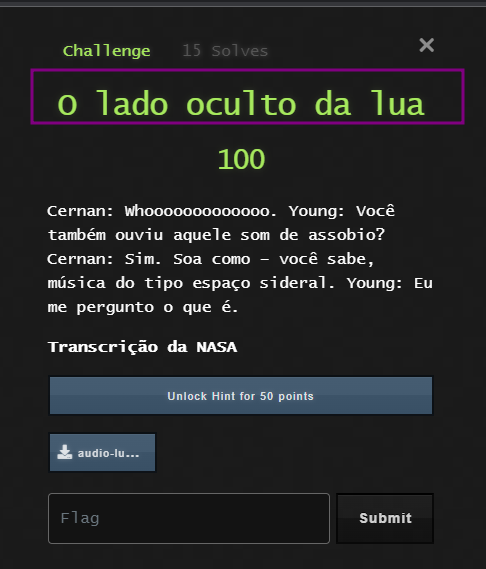 Challenge 15 Solves ×
O lado oculto da lua
100
Cernan: Whooooooooooooo. Young: Você
também ouviu aquele som de assobio?
Cernan: Sim. Soa como – você sabe,
música do tipo espaço sideral. Young: Eu
me pergunto o que é.
Transcrição da NASA
Unlock Hint for 50 points
audio-lu...
Flag
Submit